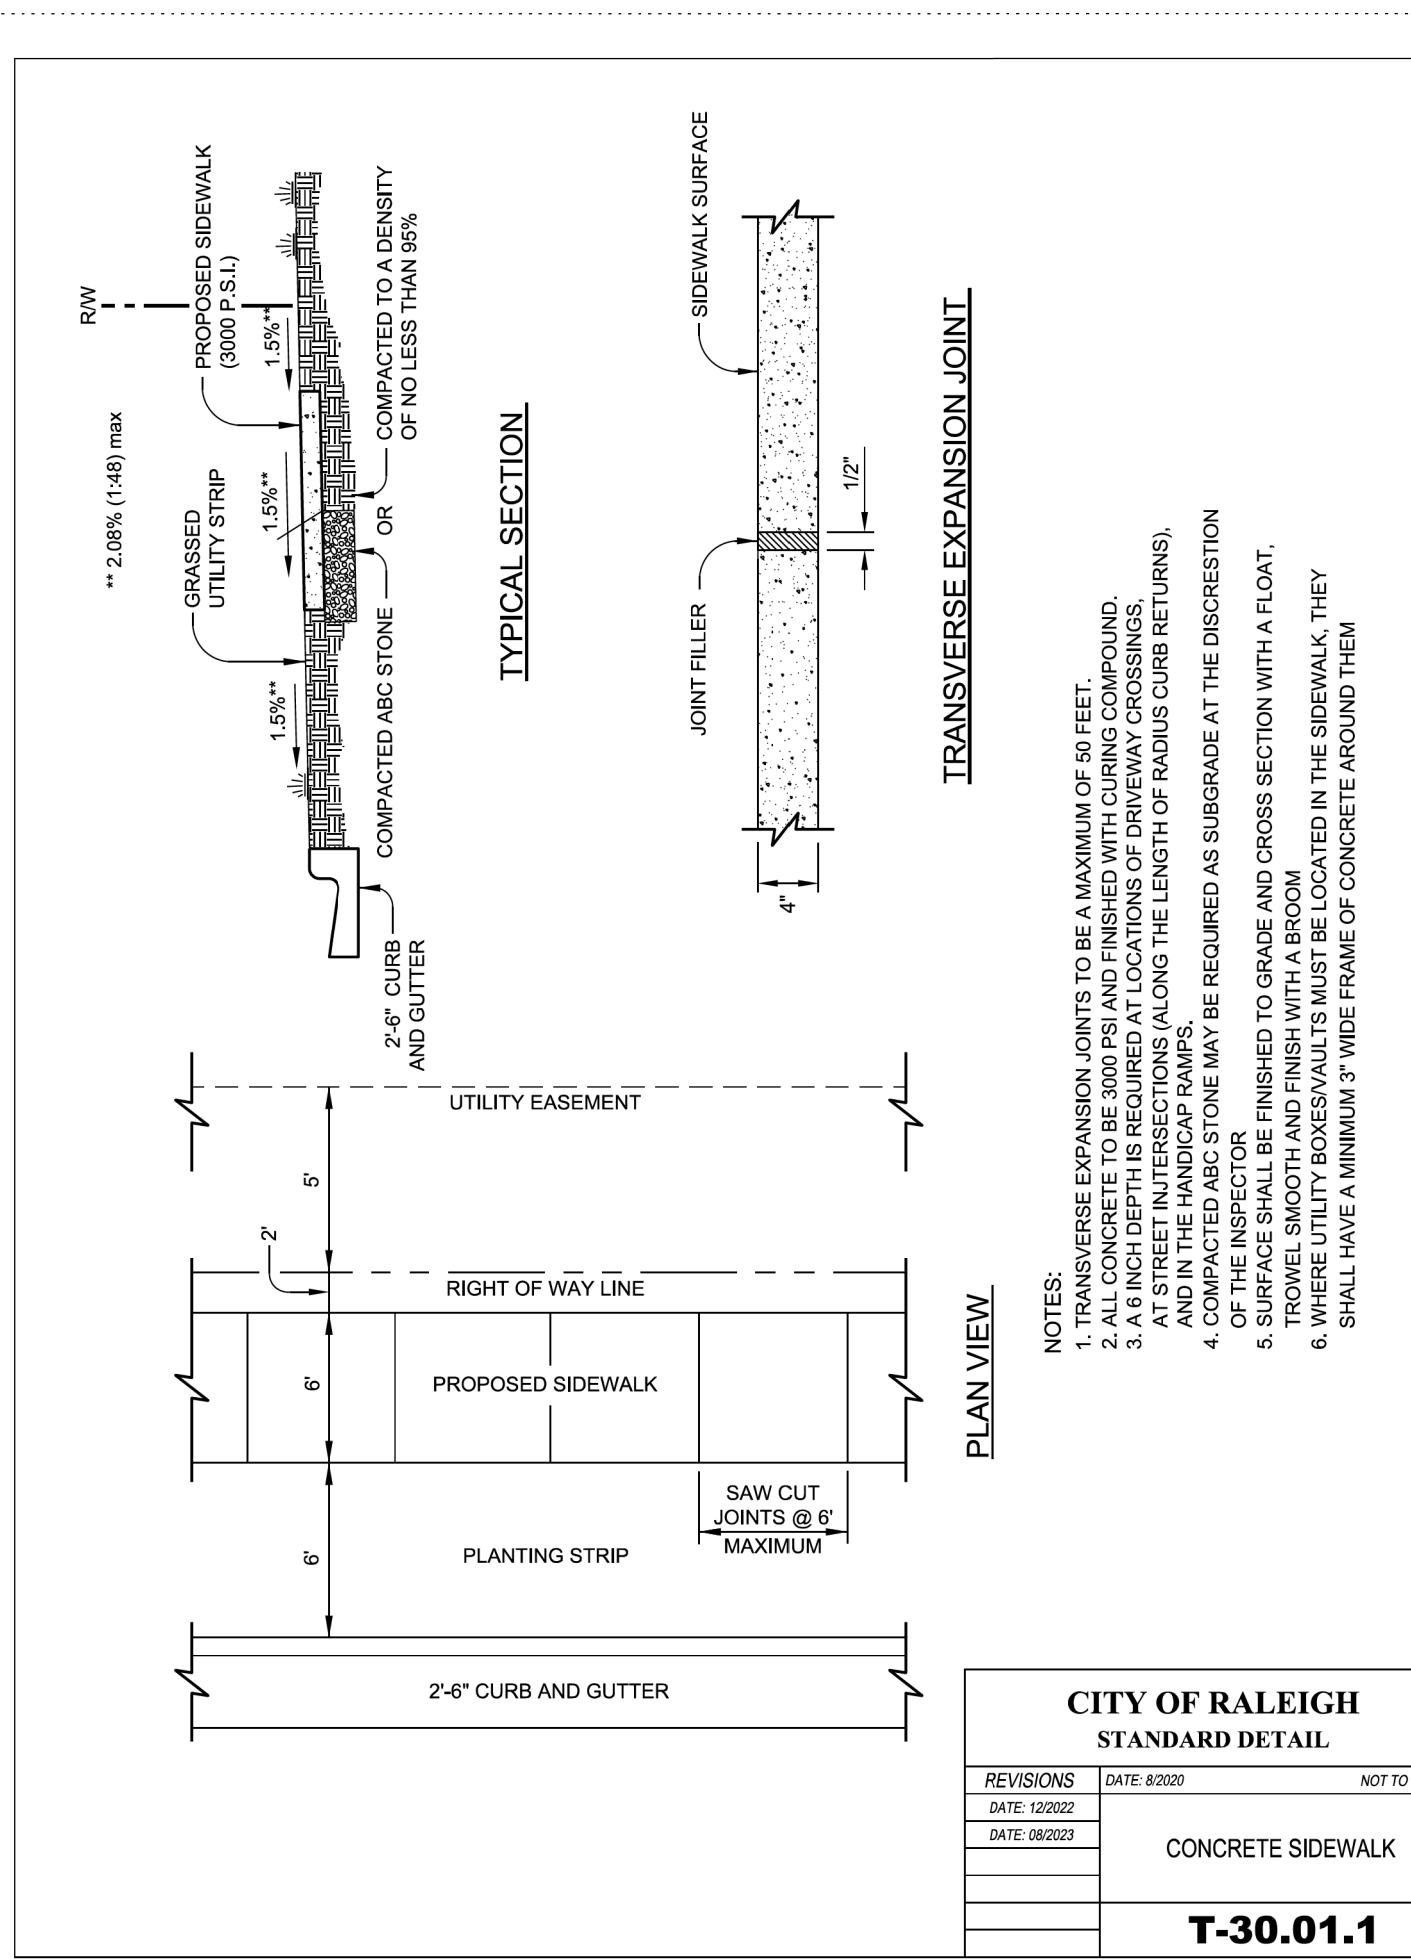 R/W
** 2.08% (1:48) max
PROPOSED SIDEWALK
(3000 P.S.I.)
GRASSED
UTILITY STRIP
1.5%**
1.5%**
1.5%**
COMPACTED ABC STONE
OR
COMPACTED TO A DENSITY
OF NO LESS THAN 95%
2'-6" CURB
AND GUTTER
TYPICAL SECTION
SIDEWALK SURFACE
JOINT FILLER
1/2"
4"
TRANSVERSE EXPANSION JOINT
UTILITY EASEMENT
5'
2'
RIGHT OF WAY LINE
6'
PROPOSED SIDEWALK
SAW CUT
JOINTS @ 6'
MAXIMUM
6'
PLANTING STRIP
2'-6" CURB AND GUTTER
PLAN VIEW
NOTES:
1. TRANSVERSE EXPANSION JOINTS TO BE A MAXIMUM OF 50 FEET.
2. ALL CONCRETE TO BE 3000 PSI AND FINISHED WITH CURING COMPOUND.
3. A 6 INCH DEPTH IS REQUIRED AT LOCATIONS OF DRIVEWAY CROSSINGS,
AT STREET INJTERSECTIONS (ALONG THE LENGTH OF RADIUS CURB RETURNS),
AND IN THE HANDICAP RAMPS.
4. COMPACTED ABC STONE MAY BE REQUIRED AS SUBGRADE AT THE DISCRESTION
OF THE INSPECTOR
5. SURFACE SHALL BE FINISHED TO GRADE AND CROSS SECTION WITH A FLOAT,
TROWEL SMOOTH AND FINISH WITH A BROOM
6. WHERE UTILITY BOXES/VAULTS MUST BE LOCATED IN THE SIDEWALK, THEY
SHALL HAVE A MINIMUM 3" WIDE FRAME OF CONCRETE AROUND THEM
CITY OF RALEIGH
STANDARD DETAIL
REVISIONS
DATE: 8/2020
NOT TO
DATE: 12/2022
DATE: 08/2023
CONCRETE SIDEWALK
T-30.01.1